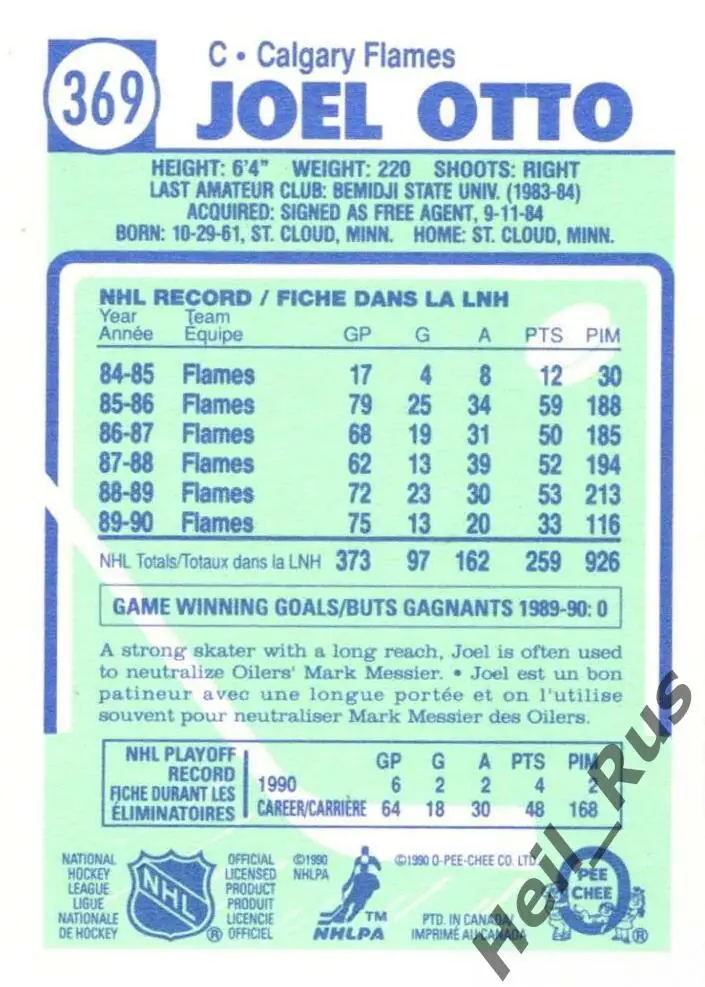 369
C • Calgary Flames
JOEL OTTO
HEIGHT: 6'4" WEIGHT: 220 SHOOTS: RIGHT
LAST AMATEUR CLUB: BEMIDJI STATE UNIV. (1983-84)
ACQUIRED: SIGNED AS FREE AGENT, 9-11-84
BORN: 10-29-61, ST. CLOUD, MINN. HOME: ST. CLOUD, MINN.
NHL RECORD / FICHE DANS LA LNH
Year Team
Année Équipe GP G A PTS PIM
84-85 Flames 17 4 8 12 30
85-86 Flames 79 25 34 59 188
86-87 Flames 68 19 31 50 185
87-88 Flames 62 13 39 52 194
88-89 Flames 72 23 30 53 213
89-90 Flames 75 13 20 33 116
NHL Totals/Totaux dans la LNH 373 97 162 259 926
GAME WINNING GOALS/BUTS GAGNANTS 1989-90: 0
A strong skater with a long reach, Joel is often used
to neutralize Oilers' Mark Messier. • Joel est un bon
patineur avec une longue portée et on l'utilise
souvent pour neutraliser Mark Messier des Oilers.
NHL PLAYOFF
RECORD
FICHE DURANT LES
ÉLIMINATOIRES
GP G A PTS PIM
1990 6 2 2 4 2
CAREER/CARRIÈRE 64 18 30 48 168
NATIONAL
HOCKEY
LEAGUE
LIGUE
NATIONALE
DE HOCKEY
NHL
®
OFFICIAL
LICENSED
PRODUCT
PRODUIT
LICENCIE
OFFICIEL
©1990
NHLPA
TM
NHLPA
©1990 O-PEE-CHEE CO. LTD.
PTD. IN CANADA/
IMPRIMÉ AU CANADA
O
PEE
CHEE
®
Heil_Rus